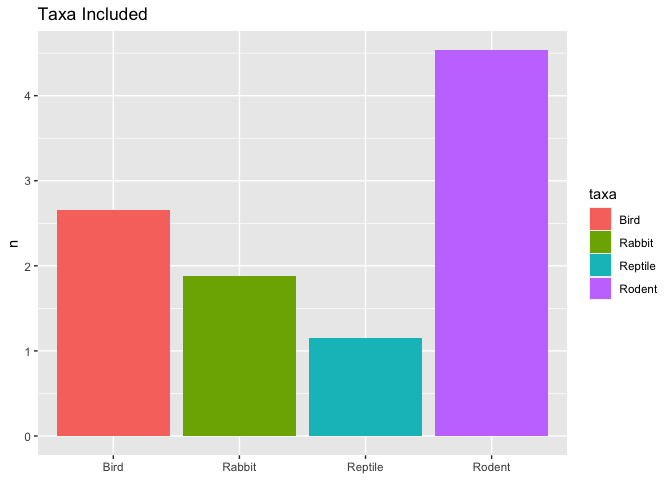 Taxa Included
n
4
3
2
1
0
Bird Rabbit Reptile Rodent
taxa
Bird
Rabbit
Reptile
Rodent